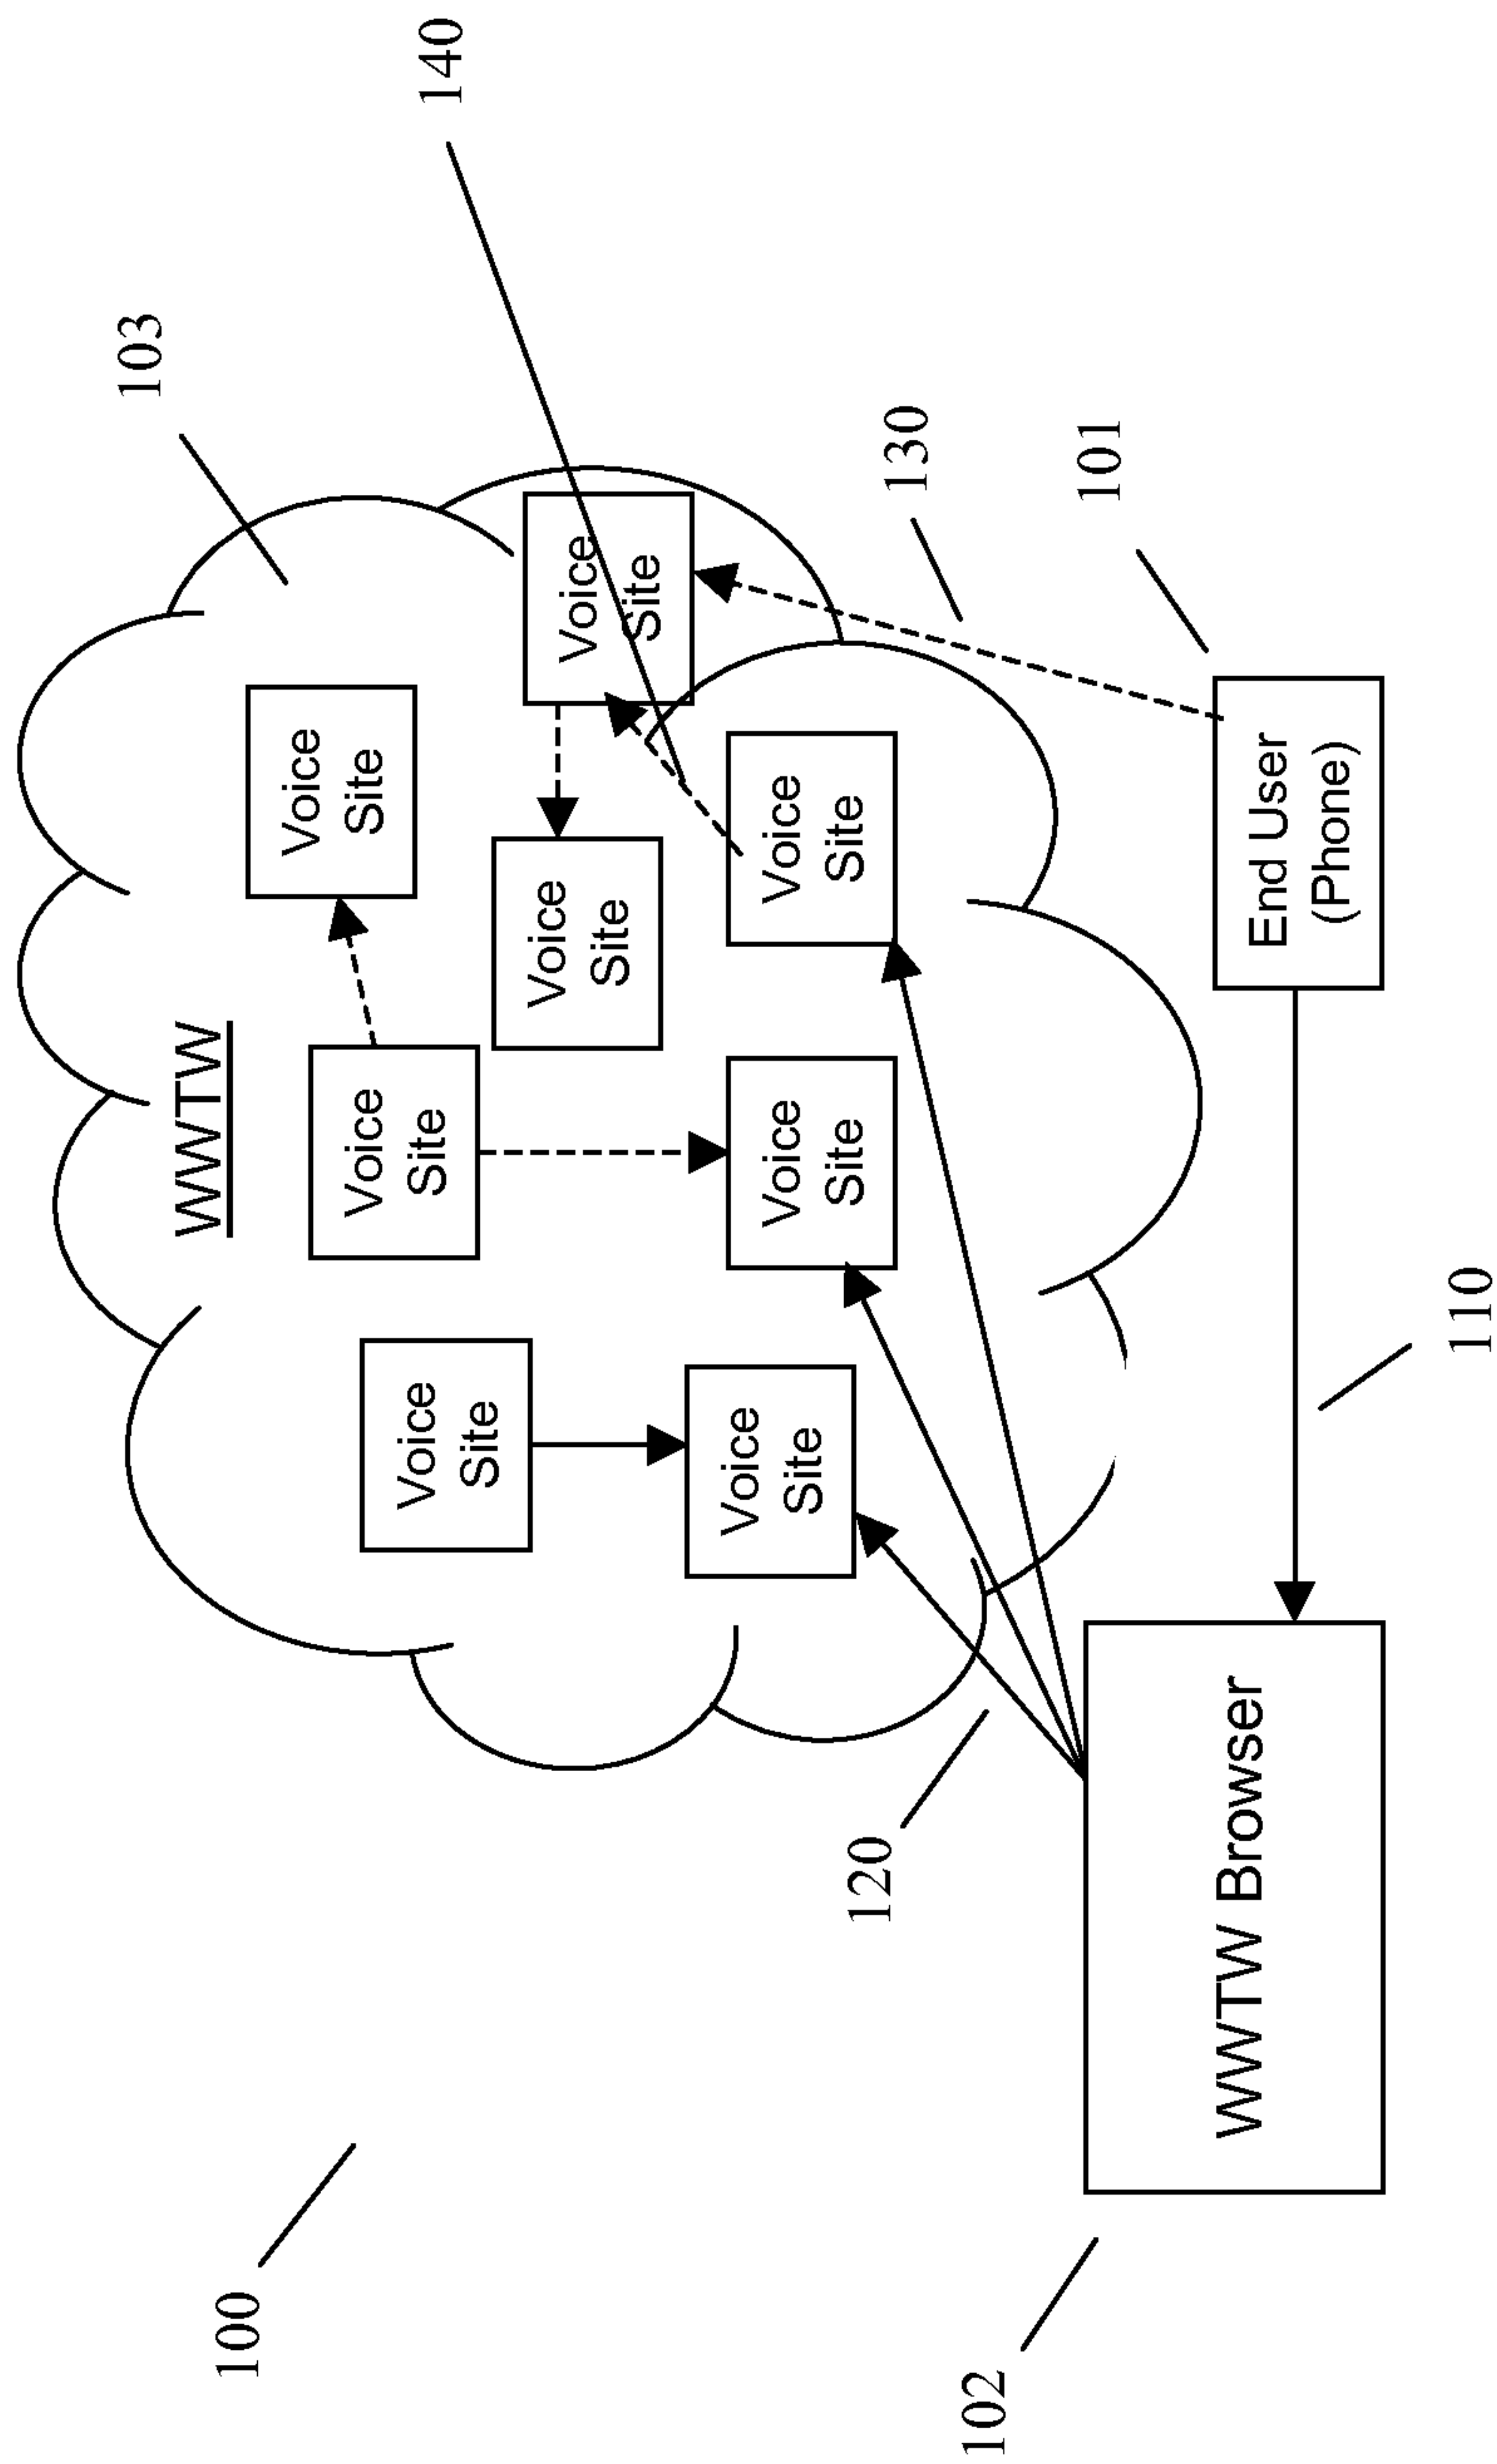 103
WWTW
100
Voice
Site
Voice
Site
Voice
Site
140
Voice
Site
Voice
Site
Voice
Site
Voice
Site
Voice
Site
120
130
102
101
WWTW Browser
End User
(Phone)
110